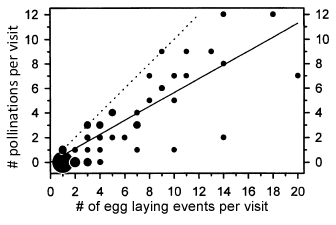 12 12
10 10
8 8
6 6
4 4
2 2
0 0
# pollinations per visit
0 2 4 6 8 10 12 14 16 18 20
# of egg laying events per visit